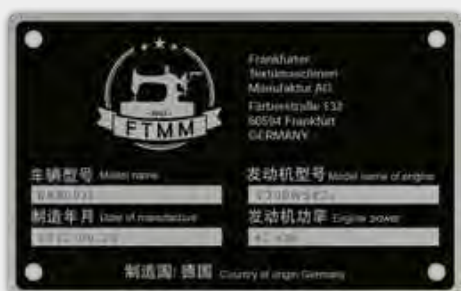 FTMM
Frankfurter
Textilmaschinen
Manufaktur AG
Färberstraße 132
60594 Frankfurt
GERMANY
车辆型号 Model name
发动机型号 Model name of engine
制造年月 Date of manufacture
发动机功率 Engine power
制造国: 德国 Country of origin Germany